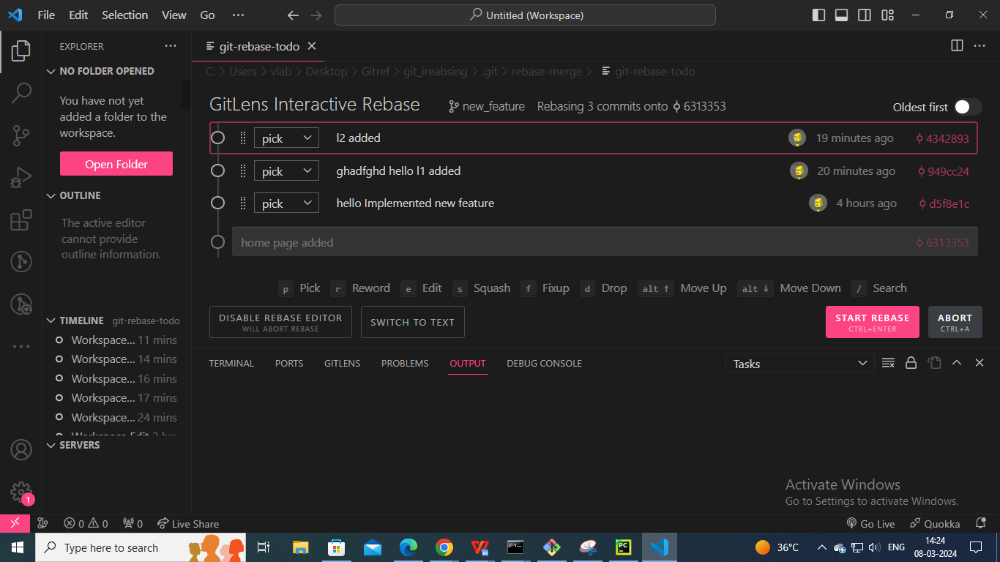 File Edit Selection View Go ··· Untitled (Workspace)
EXPLORER ···
NO FOLDER OPENED
You have not yet
added a folder to the
workspace.
Open Folder
OUTLINE
The active editor
cannot provide
outline information.
TIMELINE git-rebase-todo
Workspace... 11 mins
Workspace... 14 mins
Workspace... 16 mins
Workspace... 17 mins
Workspace... 24 mins
Workspace Edit
SERVERS
1
git-rebase-todo
C: > Users > vlab > Desktop > Gitref > git_ireabsing > .git > rebase-merge > git-rebase-todo
GitLens Interactive Rebase new_feature Rebasing 3 commits onto 6313353 Oldest first
pick l2 added 19 minutes ago 4342893
pick ghadfghd hello l1 added 20 minutes ago 949cc24
pick hello Implemented new feature 4 hours ago d5f8e1c
home page added 6313353
p Pick r Reword e Edit s Squash f Fixup d Drop alt ↑ Move Up alt ↓ Move Down / Search
DISABLE REBASE EDITOR
WILL ABORT REBASE
SWITCH TO TEXT
START REBASE
CTRL+ENTER
ABORT
CTRL+A
TERMINAL PORTS GITLENS PROBLEMS OUTPUT DEBUG CONSOLE Tasks
Activate Windows
Go to Settings to activate Windows.
0 0 0 Live Share Go Live Quokka
Type here to search
PC
36°C ENG 14:24
08-03-2024